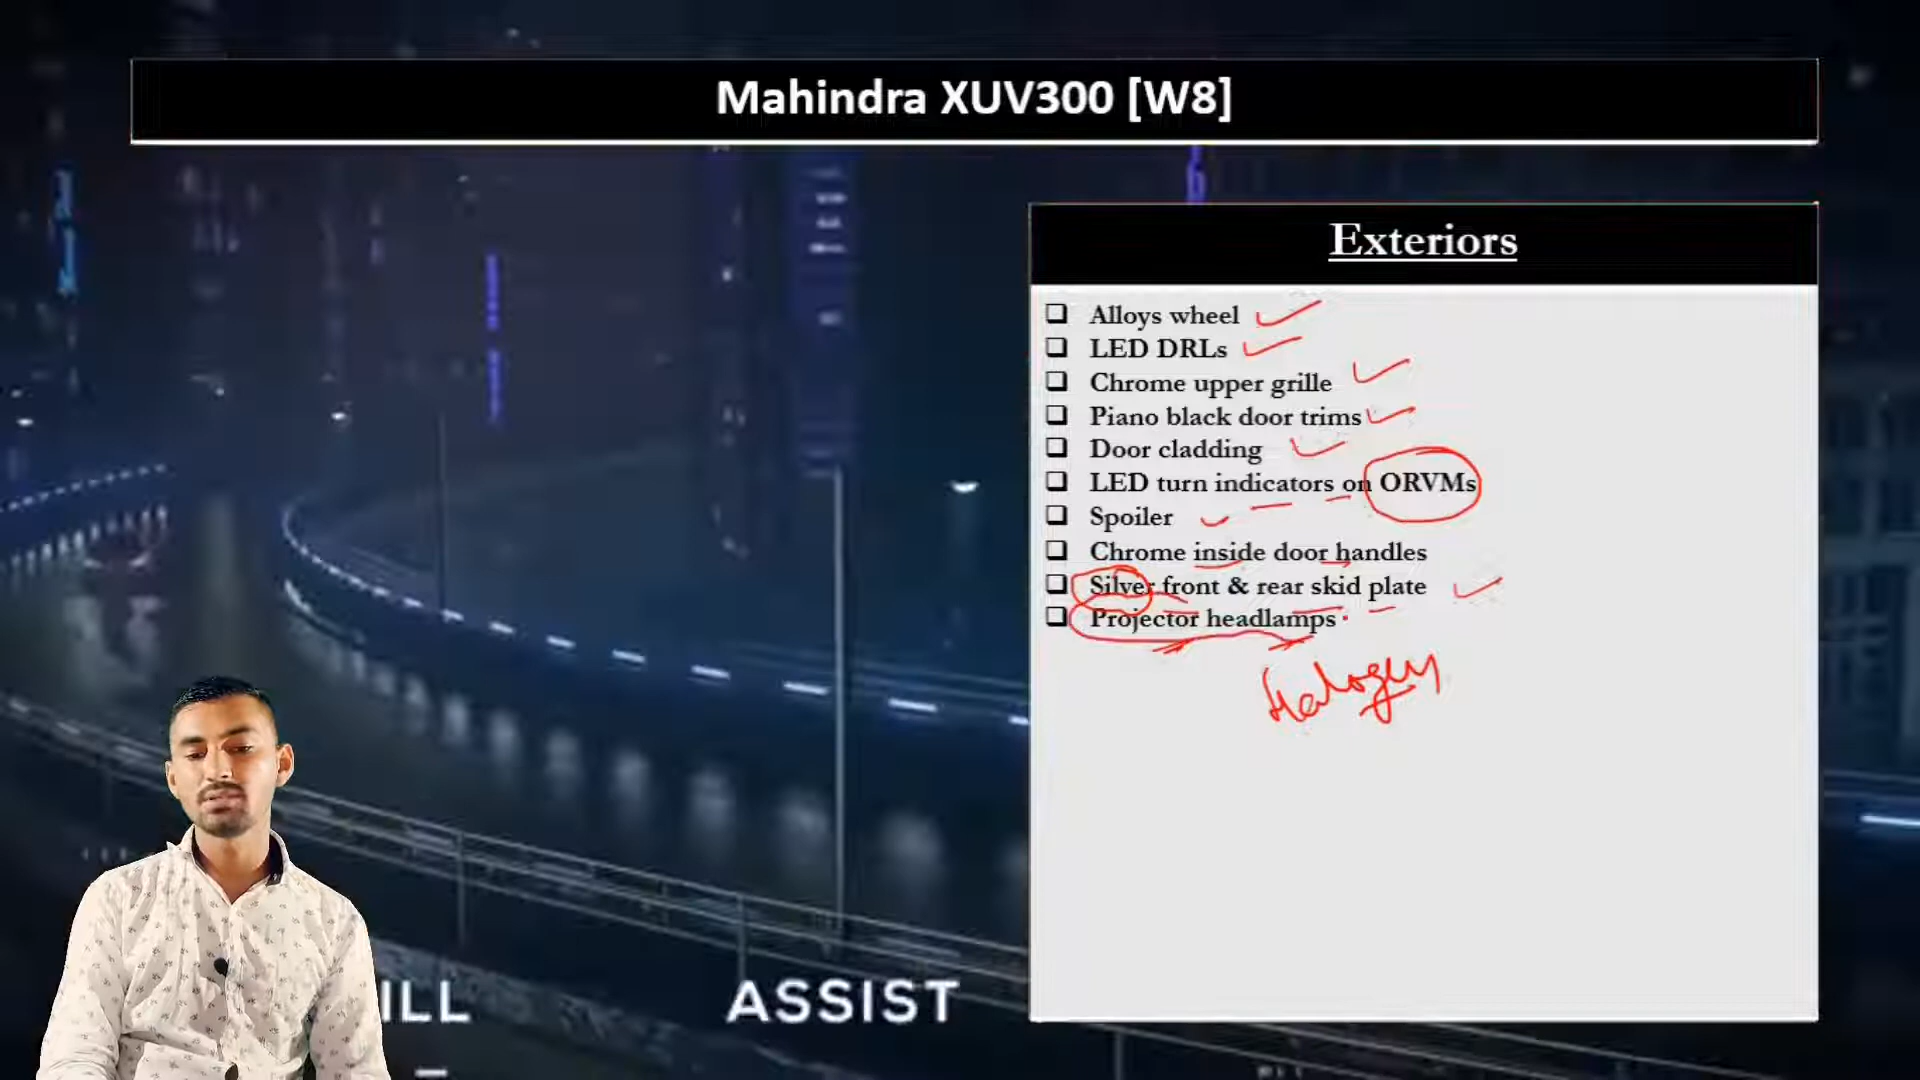 Mahindra XUV300 [W8]
Exteriors
Alloys wheel
LED DRLs
Chrome upper grille
Piano black door trims
Door cladding
LED turn indicators on ORVMs
Spoiler
Chrome inside door handles
Silver front & rear skid plate
Projector headlamps
Halogen
ILL
ASSIST